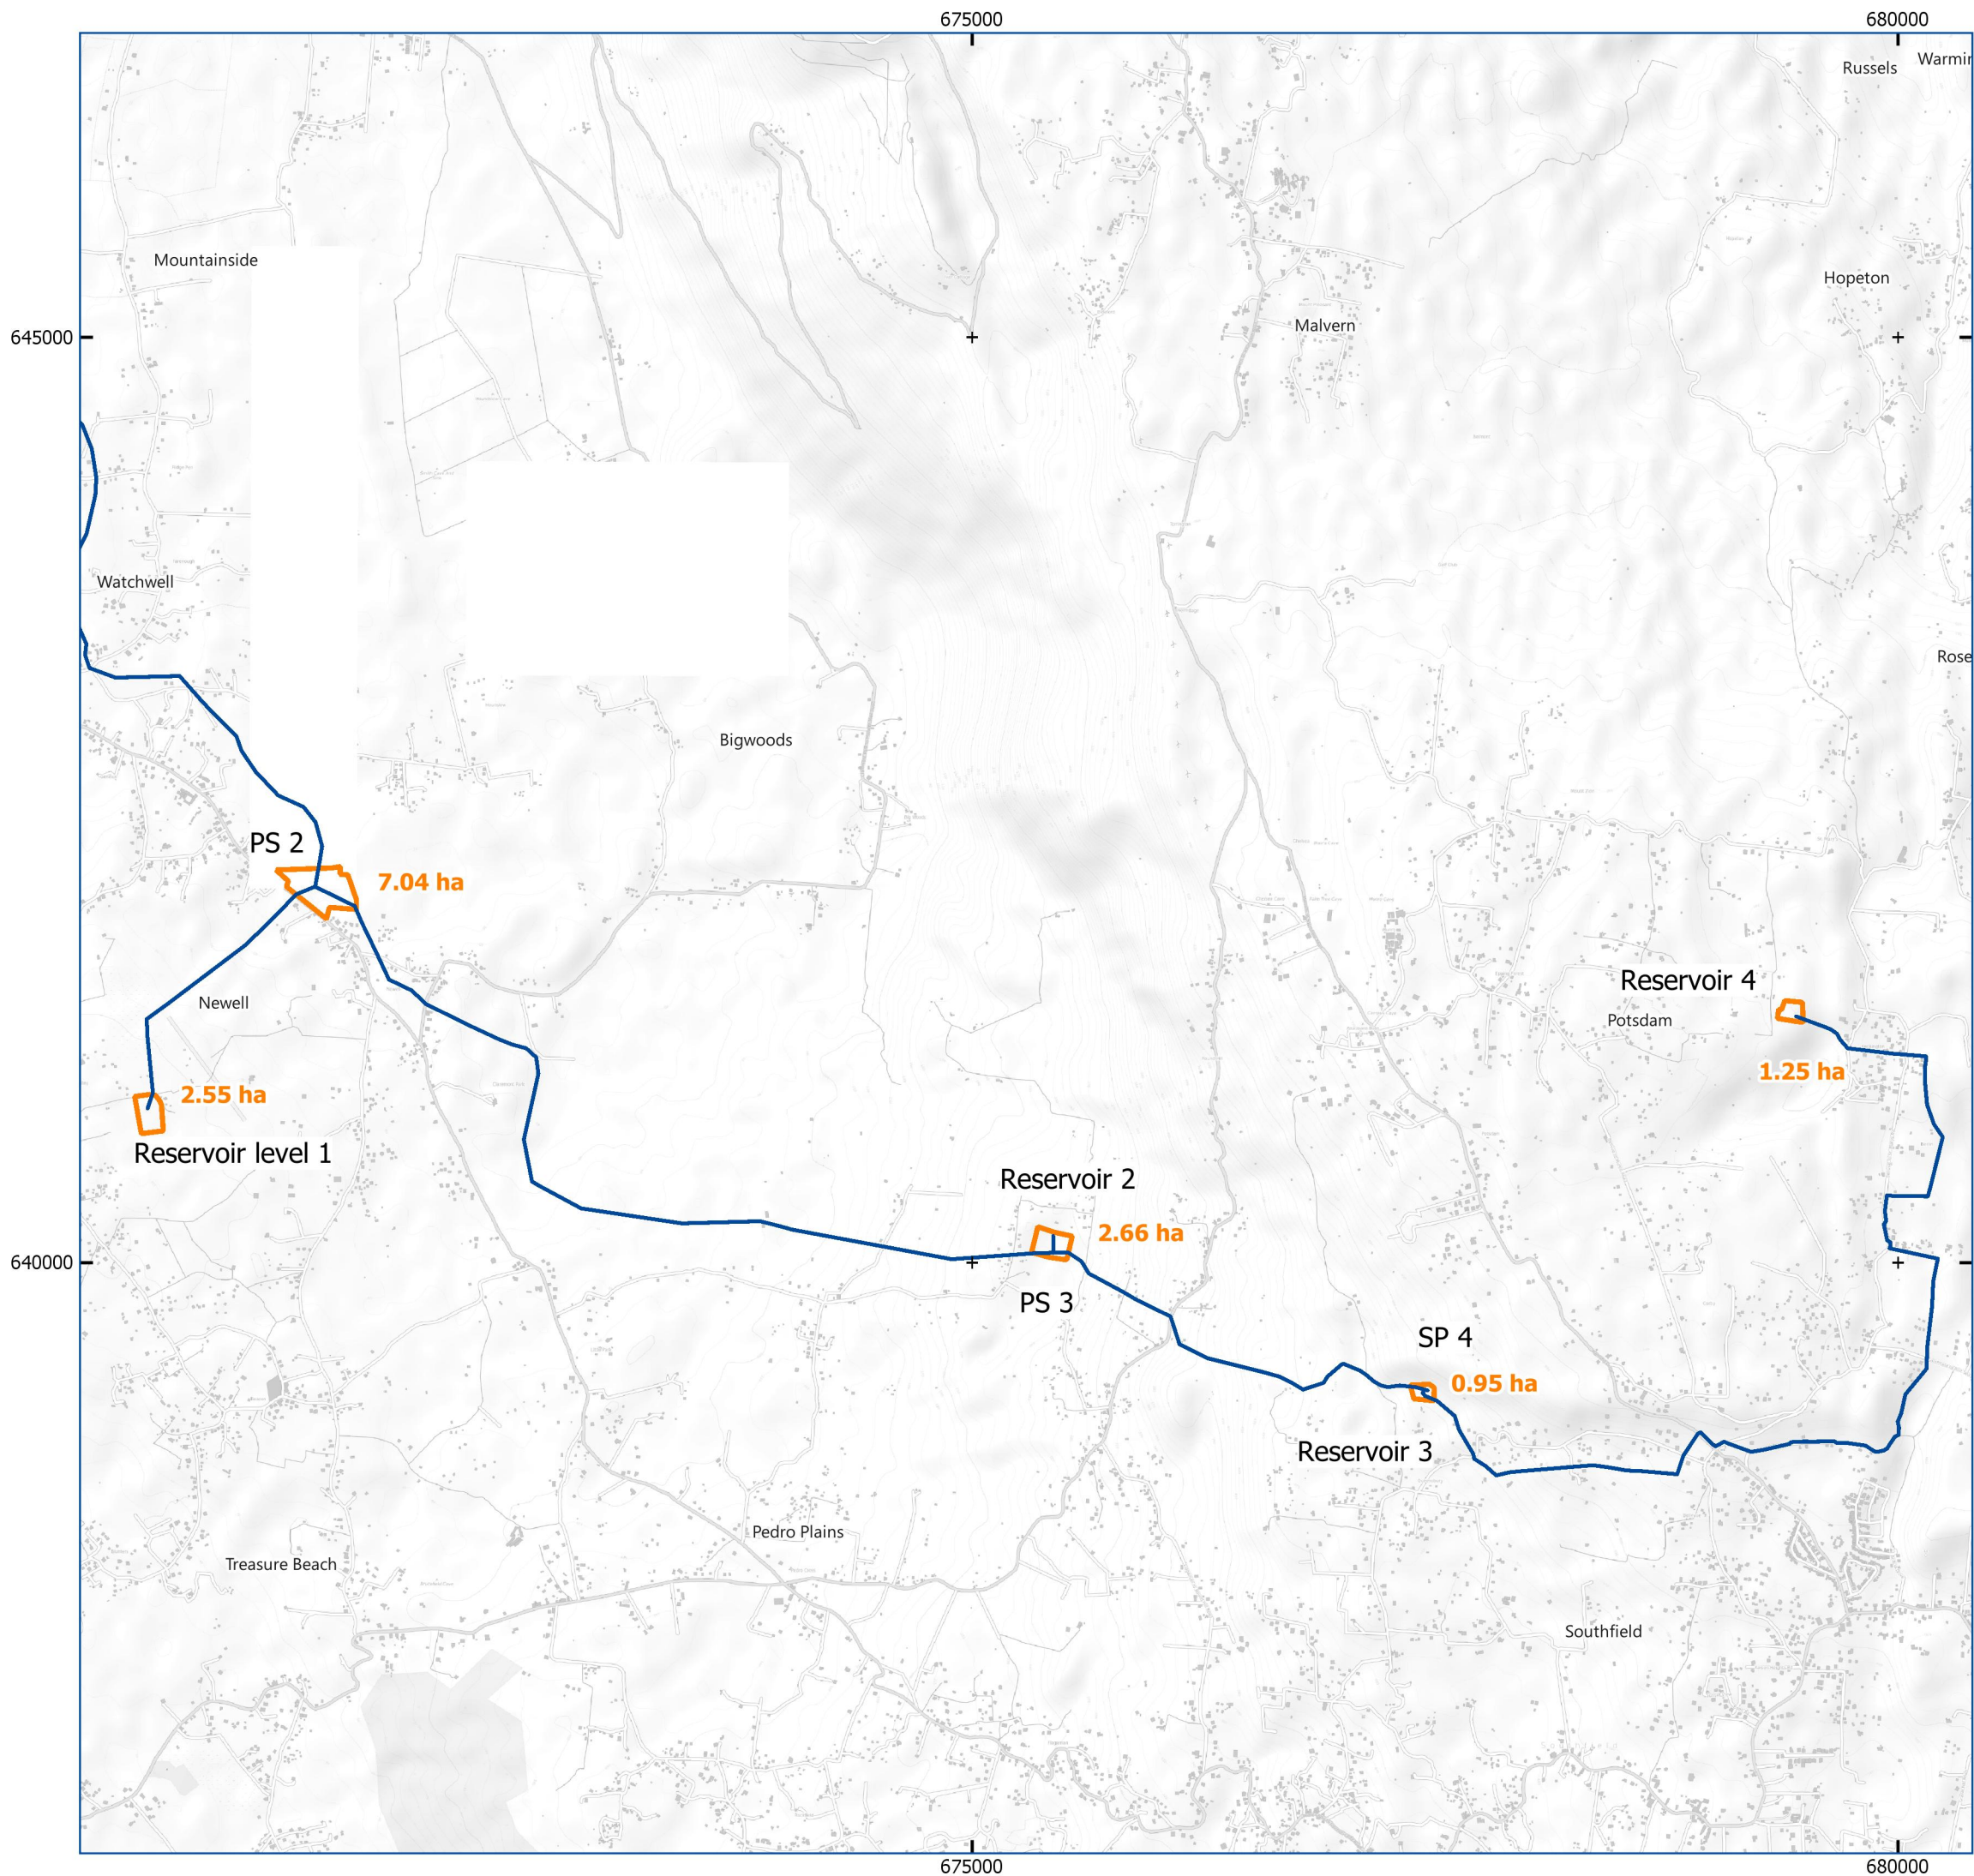 675000
680000
Russels
Warmin
Mountainside
Hopeton
Malvern
645000
Watchwell
Rose
Bigwoods
PS 2
7.04 ha
Reservoir 4
Newell
Potsdam
1.25 ha
2.55 ha
Reservoir level 1
Reservoir 2
2.66 ha
640000
PS 3
SP 4
0.95 ha
Reservoir 3
Pedro Plains
Treasure Beach
Southfield
675000
680000